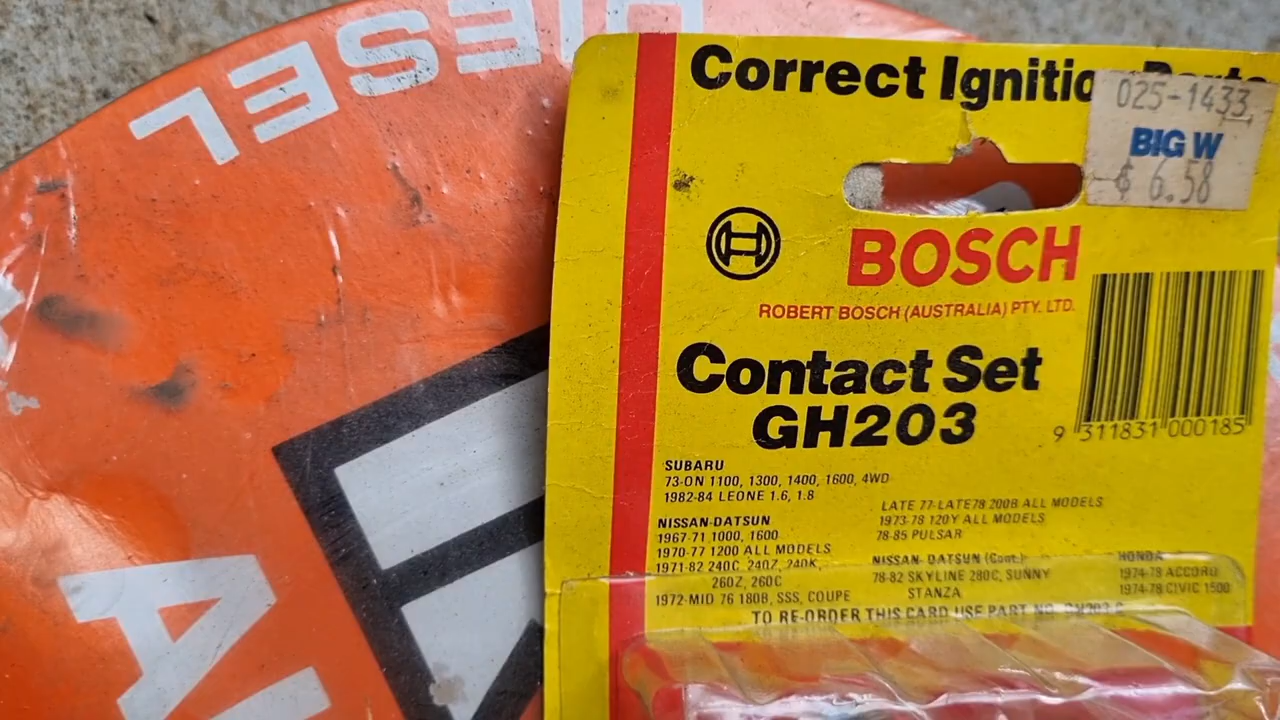 DIESEL
Correct Ignition Parts
025-1433
BIG W
$ 6.58
BOSCH
ROBERT BOSCH (AUSTRALIA) PTY. LTD.
Contact Set
GH203
9 311831 000185
SUBARU
73-ON 1100, 1300, 1400, 1600, 4WD
1982-84 LEONE 1.6, 1.8
NISSAN-DATSUN
1967-71 1000, 1600
1970-77 1200 ALL MODELS
1971-82 240C, 240Z, 240K,
260Z, 260C
1972-MID 76 180B, SSS, COUPE
LATE 77-LATE78 200B ALL MODELS
1973-78 120Y ALL MODELS
78-85 PULSAR
NISSAN- DATSUN (Cont.)
78-82 SKYLINE 280C, SUNNY
STANZA
HONDA
1974-78 ACCORD
1974-78 CIVIC 1500
TO RE-ORDER THIS CARD USE PART NO.